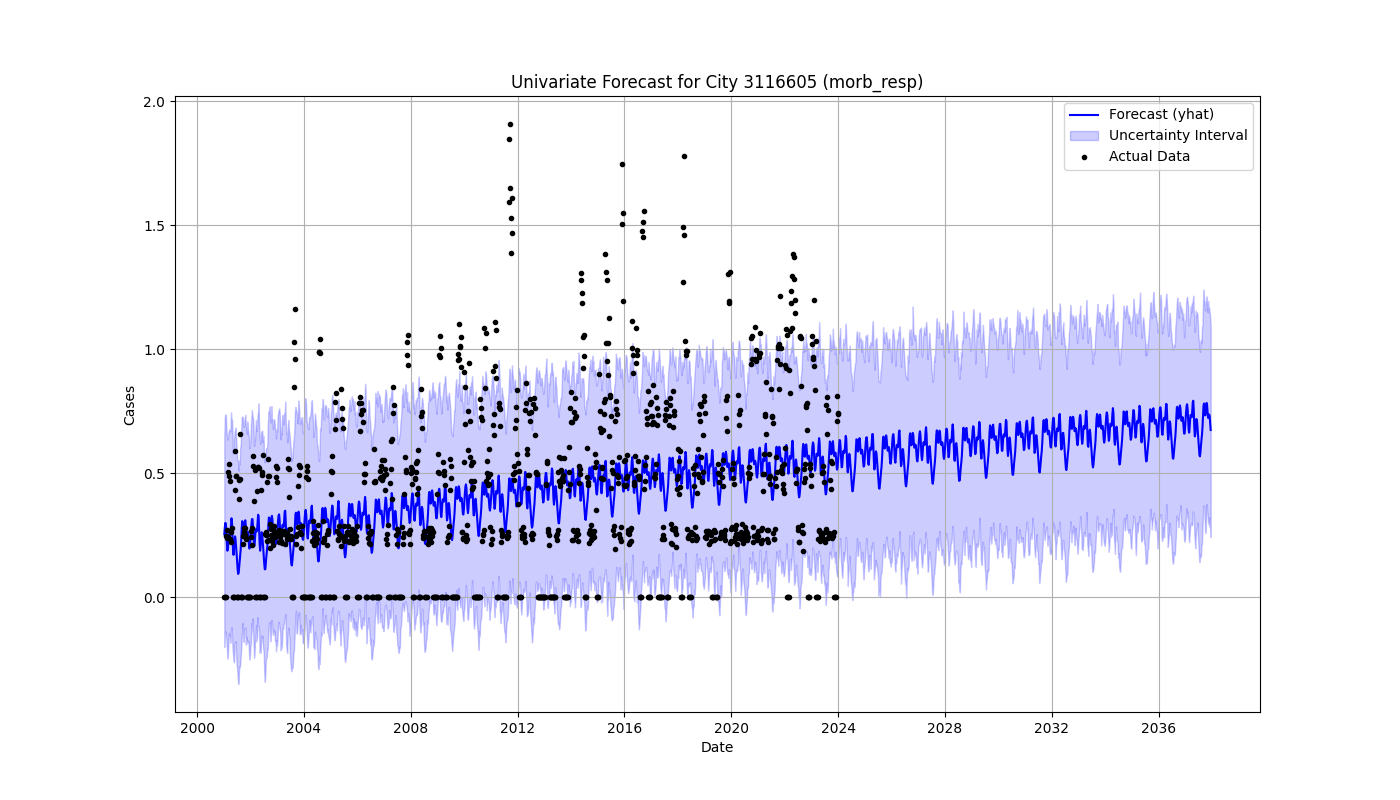 Univariate Forecast for City 3116605 (morb_resp)
Forecast (yhat)
Uncertainty Interval
Actual Data
2.0
1.5
1.0
0.5
0.0
Cases
2000 2004 2008 2012 2016 2020 2024 2028 2032 2036
Date